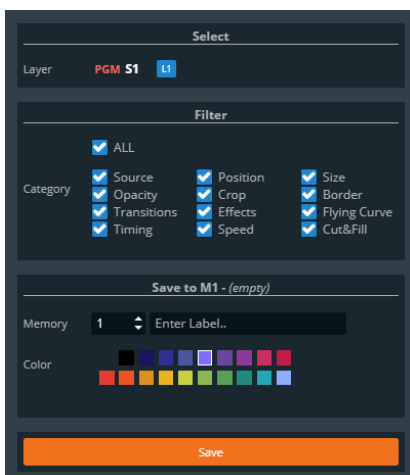 Select
Layer PGM S1 L1
Filter
ALL
Category
Source Position Size
Opacity Crop Border
Transitions Effects Flying Curve
Timing Speed Cut&Fill
Save to M1 - (empty)
Memory 1 Enter Label..
Color
Save